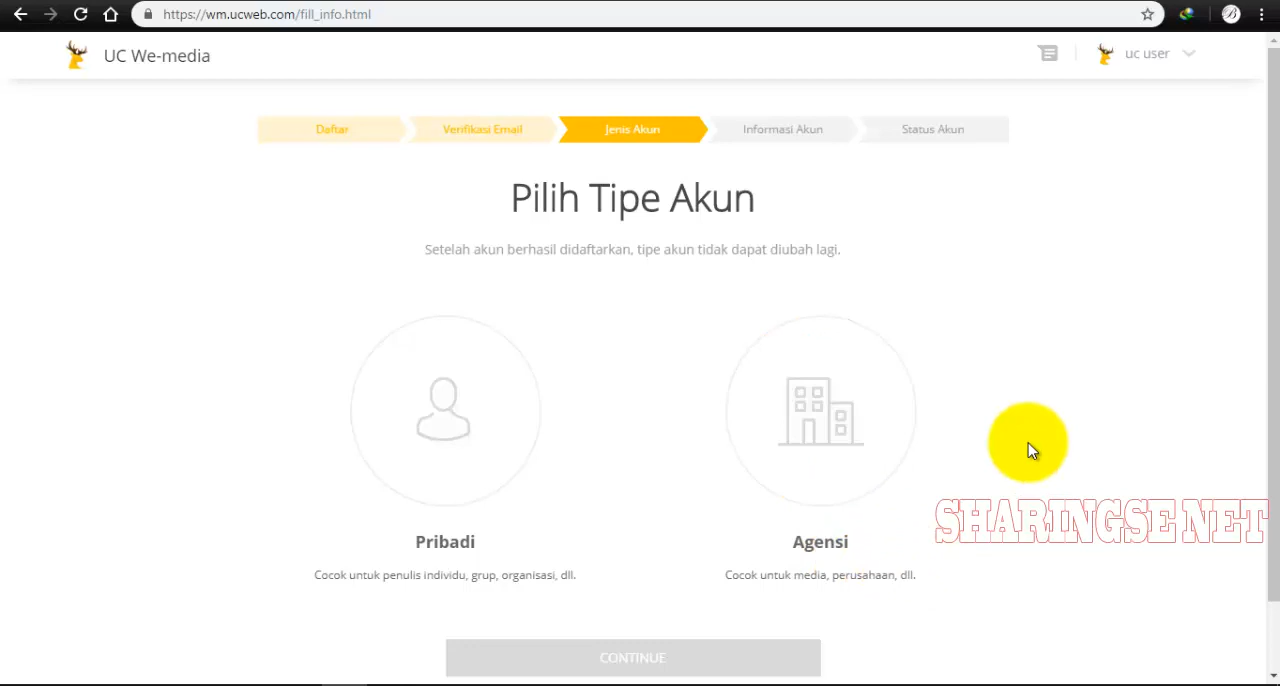 https://wm.ucweb.com/fill_info.html
UC We-media
uc user
Daftar
Verifikasi Email
Jenis Akun
Informasi Akun
Status Akun
Pilih Tipe Akun
Setelah akun berhasil didaftarkan, tipe akun tidak dapat diubah lagi.
Pribadi
Cocok untuk penulis individu, grup, organisasi, dll.
Agensi
Cocok untuk media, perusahaan, dll.
SHARINGSE NET
CONTINUE